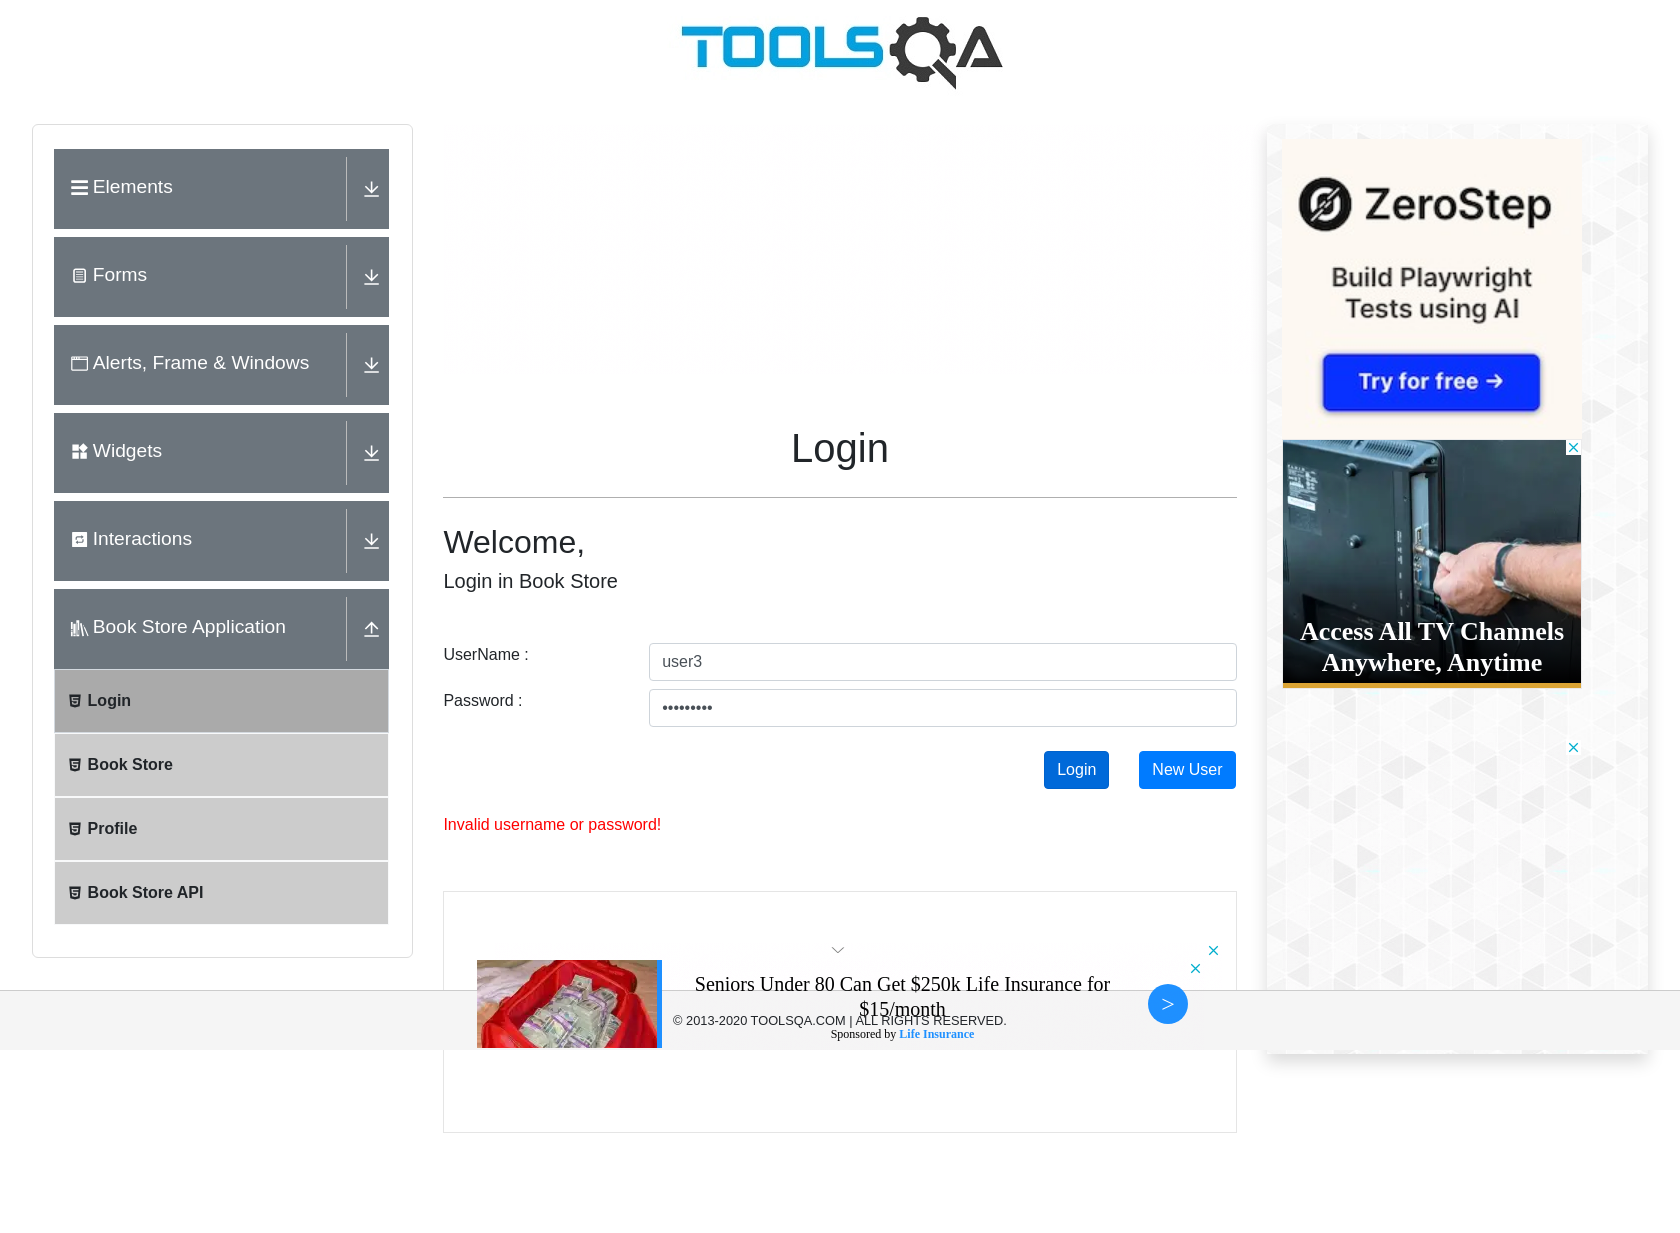 TOOLSQA
Elements
Forms
Alerts, Frame & Windows
Widgets
Interactions
Book Store Application
Login
Book Store
Profile
Book Store API
Login
Welcome,
Login in Book Store
UserName :
user3
Password :
•••••••••
Login
New User
Invalid username or password!
Seniors Under 80 Can Get $250k Life Insurance for
$15/month
Sponsored by Life Insurance
>
© 2013-2020 TOOLSQA.COM | ALL RIGHTS RESERVED.
ZeroStep
Build Playwright
Tests using AI
Try for free →
Access All TV Channels
Anywhere, Anytime